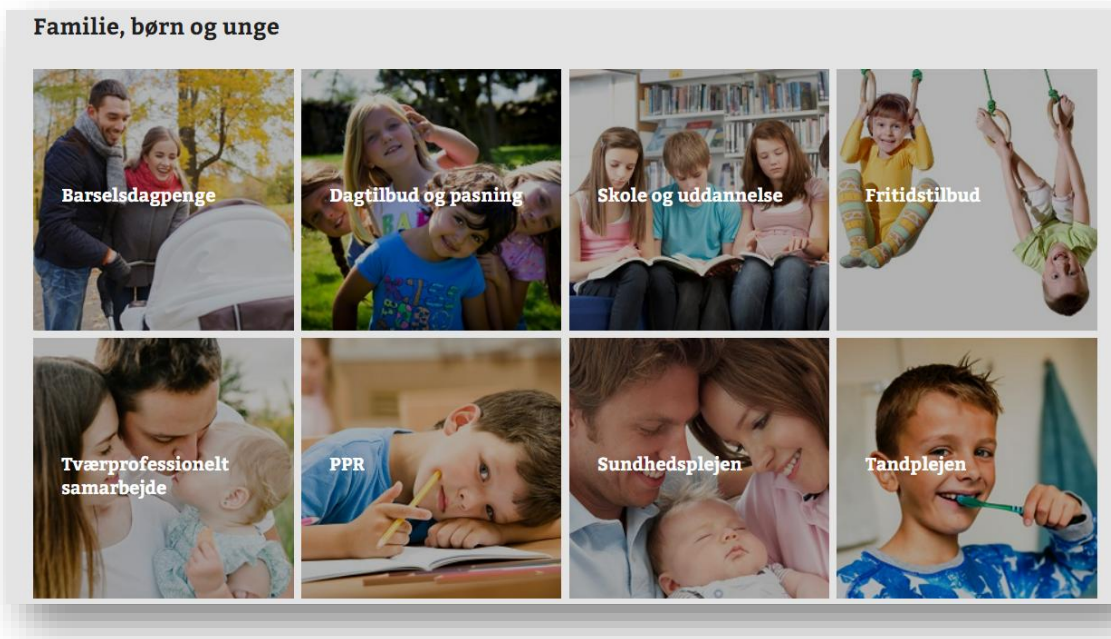 Familie, børn og unge
Barselsdagpenge
Dagtilbud og pasning
Skole og uddannelse
Fritidstilbud
Tværprofessionelt
samarbejde
PPR
Sundhedsplejen
Tandplejen